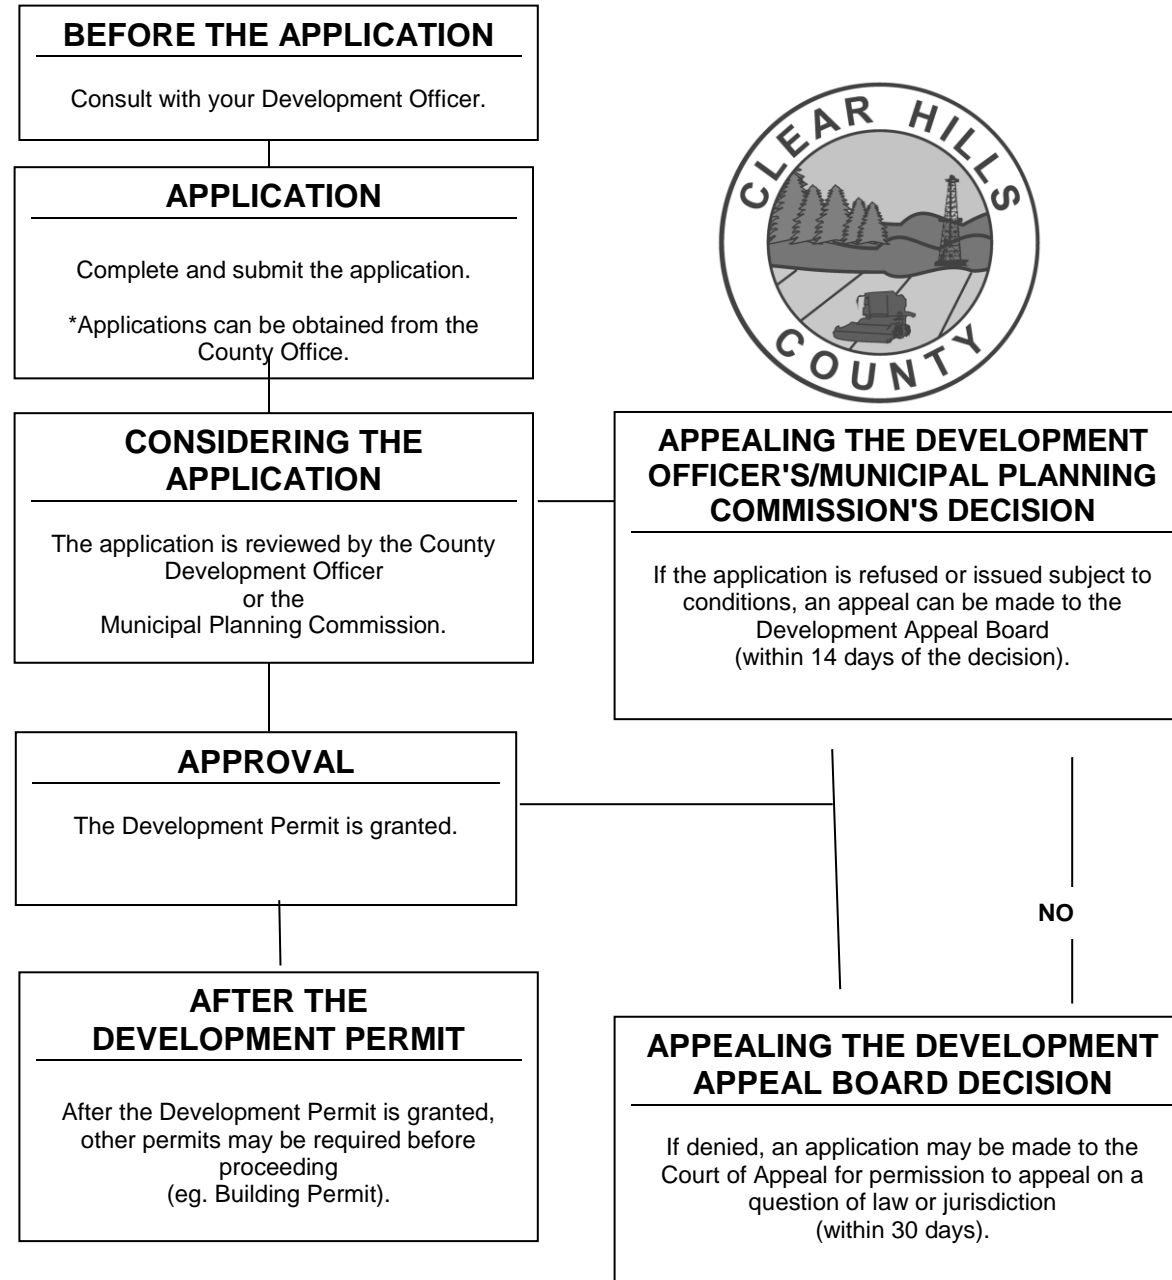 BEFORE THE APPLICATION
Consult with your Development Officer.
APPLICATION
Complete and submit the application.
*Applications can be obtained from the
County Office.
CLEAR HILLS
COUNTY
CONSIDERING THE
APPLICATION
The application is reviewed by the County
Development Officer
or the
Municipal Planning Commission.
APPEALING THE DEVELOPMENT
OFFICER'S/MUNICIPAL PLANNING
COMMISSION'S DECISION
If the application is refused or issued subject to
conditions, an appeal can be made to the
Development Appeal Board
(within 14 days of the decision).
APPROVAL
The Development Permit is granted.
NO
AFTER THE
DEVELOPMENT PERMIT
After the Development Permit is granted,
other permits may be required before
proceeding
(eg. Building Permit).
APPEALING THE DEVELOPMENT
APPEAL BOARD DECISION
If denied, an application may be made to the
Court of Appeal for permission to appeal on a
question of law or jurisdiction
(within 30 days).